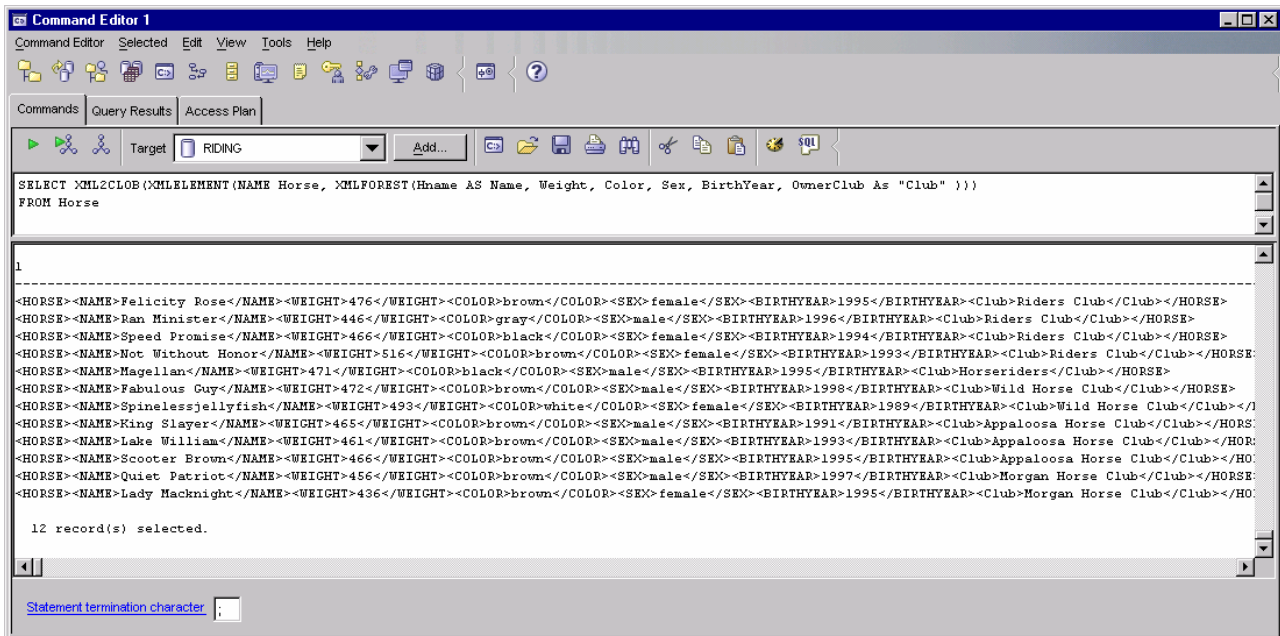 Command Editor 1
Command Editor Selected Edit View Tools Help
Commands Query Results Access Plan
Target RIDING Add... SQL
SELECT XML2CLOB(XMLELEMENT(NAME Horse, XMLFOREST(Hname AS Name, Weight, Color, Sex, BirthYear, OwnerClub As "Club" )))
FROM Horse
1
--------------------------------------------------------------------------------------------------------------------------------------------------------
<HORSE><NAME>Felicity Rose</NAME><WEIGHT>476</WEIGHT><COLOR>brown</COLOR><SEX>female</SEX><BIRTHYEAR>1995</BIRTHYEAR><Club>Riders Club</Club></HORSE>
<HORSE><NAME>Ran Minister</NAME><WEIGHT>446</WEIGHT><COLOR>gray</COLOR><SEX>male</SEX><BIRTHYEAR>1996</BIRTHYEAR><Club>Riders Club</Club></HORSE>
<HORSE><NAME>Speed Promise</NAME><WEIGHT>466</WEIGHT><COLOR>black</COLOR><SEX>female</SEX><BIRTHYEAR>1994</BIRTHYEAR><Club>Riders Club</Club></HORSE>
<HORSE><NAME>Not Without Honor</NAME><WEIGHT>516</WEIGHT><COLOR>brown</COLOR><SEX>female</SEX><BIRTHYEAR>1993</BIRTHYEAR><Club>Riders Club</Club></HORSE
<HORSE><NAME>Magellan</NAME><WEIGHT>471</WEIGHT><COLOR>black</COLOR><SEX>male</SEX><BIRTHYEAR>1995</BIRTHYEAR><Club>Horseriders</Club></HORSE>
<HORSE><NAME>Fabulous Guy</NAME><WEIGHT>472</WEIGHT><COLOR>brown</COLOR><SEX>male</SEX><BIRTHYEAR>1998</BIRTHYEAR><Club>Wild Horse Club</Club></HORSE>
<HORSE><NAME>Spinelessjellyfish</NAME><WEIGHT>493</WEIGHT><COLOR>white</COLOR><SEX>female</SEX><BIRTHYEAR>1989</BIRTHYEAR><Club>Wild Horse Club</Club></
<HORSE><NAME>King Slayer</NAME><WEIGHT>465</WEIGHT><COLOR>brown</COLOR><SEX>male</SEX><BIRTHYEAR>1991</BIRTHYEAR><Club>Appaloosa Horse Club</Club></HORS
<HORSE><NAME>Lake William</NAME><WEIGHT>461</WEIGHT><COLOR>brown</COLOR><SEX>male</SEX><BIRTHYEAR>1993</BIRTHYEAR><Club>Appaloosa Horse Club</Club></HOR
<HORSE><NAME>Scooter Brown</NAME><WEIGHT>466</WEIGHT><COLOR>brown</COLOR><SEX>male</SEX><BIRTHYEAR>1995</BIRTHYEAR><Club>Appaloosa Horse Club</Club></HO
<HORSE><NAME>Quiet Patriot</NAME><WEIGHT>456</WEIGHT><COLOR>brown</COLOR><SEX>male</SEX><BIRTHYEAR>1997</BIRTHYEAR><Club>Morgan Horse Club</Club></HORSE
<HORSE><NAME>Lady Macknight</NAME><WEIGHT>436</WEIGHT><COLOR>brown</COLOR><SEX>female</SEX><BIRTHYEAR>1995</BIRTHYEAR><Club>Morgan Horse Club</Club></HO
12 record(s) selected.
Statement termination character ;